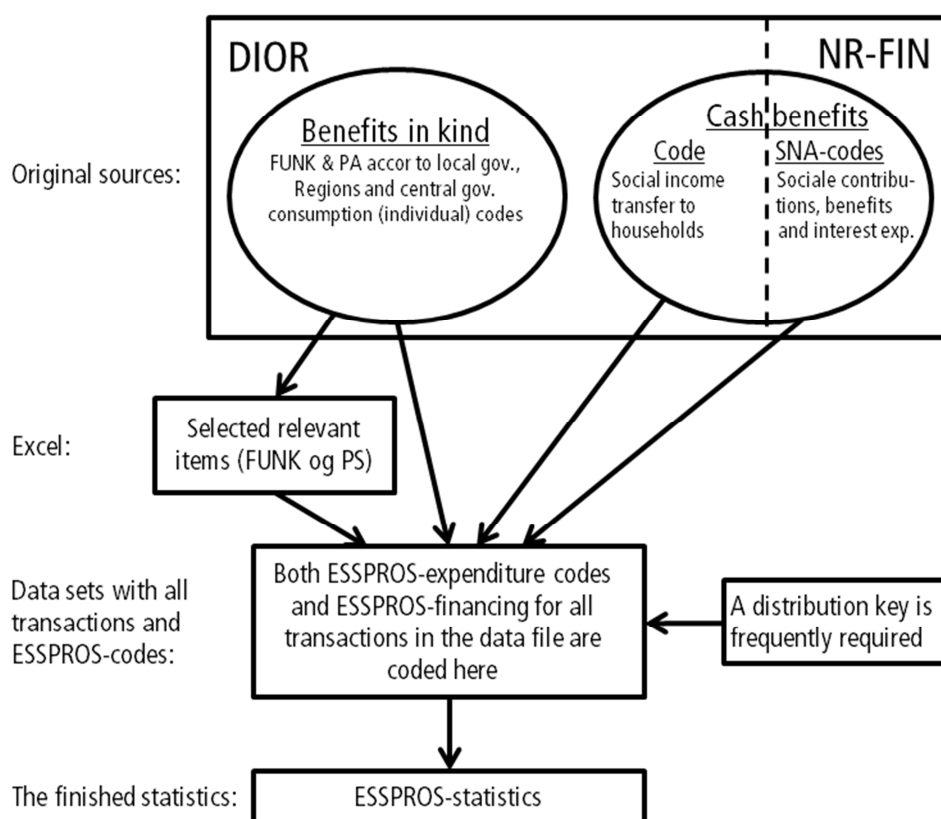 DIOR
NR-FIN
Original sources:
Benefits in kind
FUNK & PA accor to local gov.,
Regions and central gov.
consumption (individual) codes
Cash benefits
Code
Social income
transfer to
households
SNA-codes
Sociale contribu-
tions, benefits
and interest exp.
Excel:
Selected relevant
items (FUNK og PS)
Data sets with all
transactions and
ESSPROS-codes:
Both ESSPROS-expenditure codes
and ESSPROS-financing for all
transactions in the data file are
coded here
A distribution key is
frequently required
The finished statistics:
ESSPROS-statistics